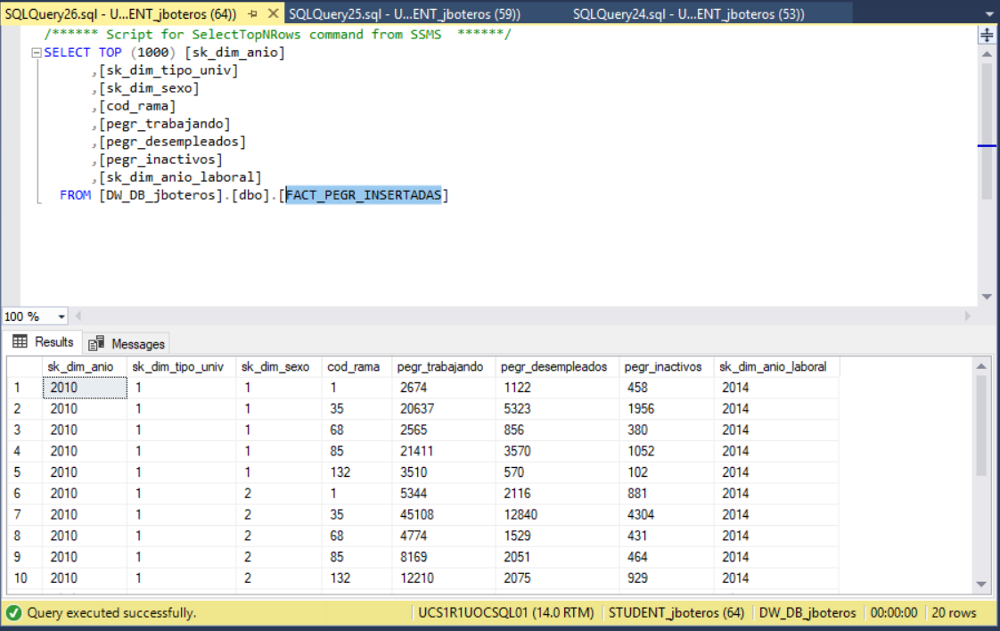 SQLQuery26.sql - U...ENT_jboteros (64)) SQLQuery25.sql - U...ENT_jboteros (59)) SQLQuery24.sql - U...ENT_jboteros (53))
/****** Script for SelectTopNRows command from SSMS ******/
SELECT TOP (1000) [sk_dim_anio]
,[sk_dim_tipo_univ]
,[sk_dim_sexo]
,[cod_rama]
,[pegr_trabajando]
,[pegr_desempleados]
,[pegr_inactivos]
,[sk_dim_anio_laboral]
FROM [DW_DB_jboteros].[dbo].[FACT_PEGR_INSERTADAS]
100 %
Results Messages
sk_dim_anio sk_dim_tipo_univ sk_dim_sexo cod_rama pegr_trabajando pegr_desempleados pegr_inactivos sk_dim_anio_laboral
1 2010 1 1 1 2674 1122 458 2014
2 2010 1 1 35 20637 5323 1956 2014
3 2010 1 1 68 2565 856 380 2014
4 2010 1 1 85 21411 3570 1052 2014
5 2010 1 1 132 3510 570 102 2014
6 2010 1 2 1 5344 2116 881 2014
7 2010 1 2 35 45108 12840 4304 2014
8 2010 1 2 68 4774 1529 431 2014
9 2010 1 2 85 8169 2051 464 2014
10 2010 1 2 132 12210 2075 929 2014
Query executed successfully. UCS1R1UOCSQL01 (14.0 RTM) STUDENT_jboteros (64) DW_DB_jboteros 00:00:00 20 rows